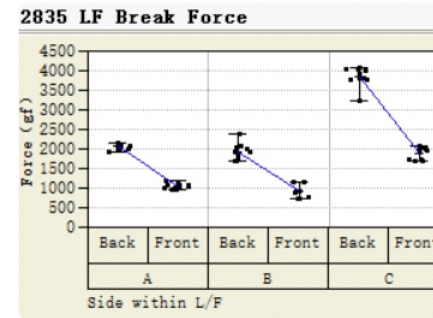 2835 LF Break Force
Force (gf)
4500
4000
3500
3000
2500
2000
1500
1000
500
0
Back Front Back Front Back Fron
A B C
Side within L/F